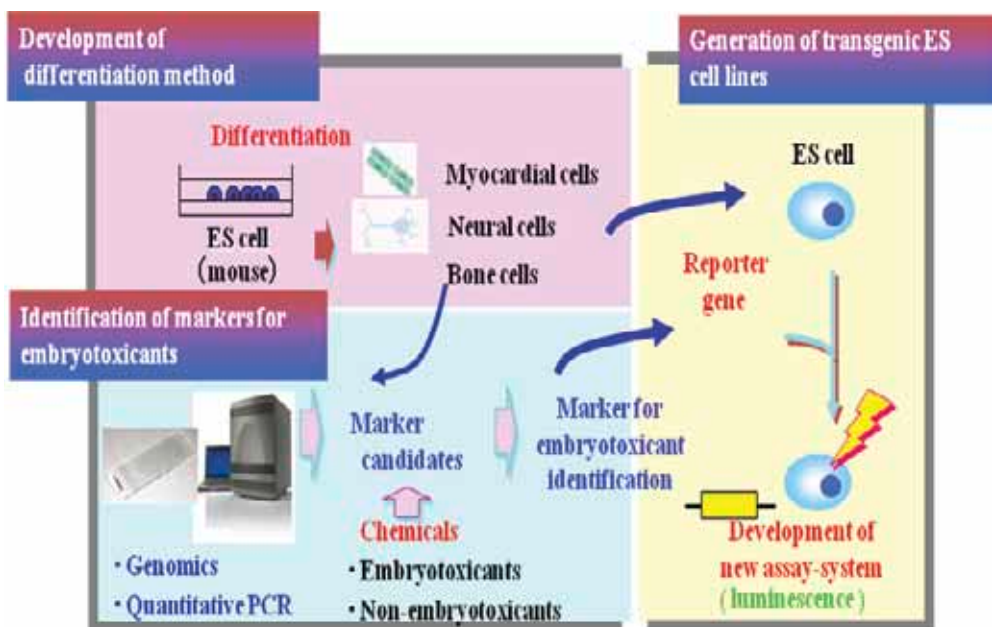 Development of
differentiation method
Generation of transgenic ES
cell lines
Differentiation
ES cell
(mouse)
Myocardial cells
Neural cells
Bone cells
ES cell
Reporter
gene
Identification of markers for
embryotoxicants
Marker
candidates
Marker for
embryotoxicant
identification
Chemicals
・Embryotoxicants
・Non-embryotoxicants
・Genomics
・Quantitative PCR
Development of
new assay-system
(luminescence)